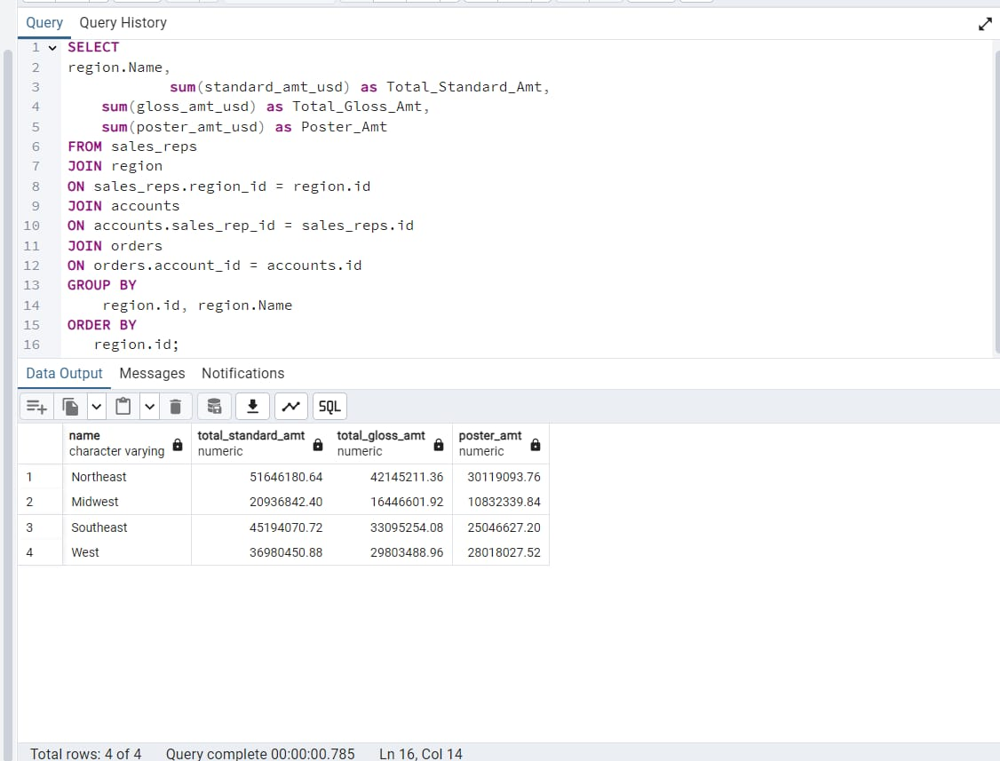 Query Query History
1 SELECT
2 region.Name,
3 sum(standard_amt_usd) as Total_Standard_Amt,
4 sum(gloss_amt_usd) as Total_Gloss_Amt,
5 sum(poster_amt_usd) as Poster_Amt
6 FROM sales_reps
7 JOIN region
8 ON sales_reps.region_id = region.id
9 JOIN accounts
10 ON accounts.sales_rep_id = sales_reps.id
11 JOIN orders
12 ON orders.account_id = accounts.id
13 GROUP BY
14 region.id, region.Name
15 ORDER BY
16 region.id;
Data Output Messages Notifications
SQL
name total_standard_amt total_gloss_amt poster_amt
character varying numeric numeric numeric
1 Northeast 51646180.64 42145211.36 30119093.76
2 Midwest 20936842.40 16446601.92 10832339.84
3 Southeast 45194070.72 33095254.08 25046627.20
4 West 36980450.88 29803488.96 28018027.52
Total rows: 4 of 4 Query complete 00:00:00.785 Ln 16, Col 14